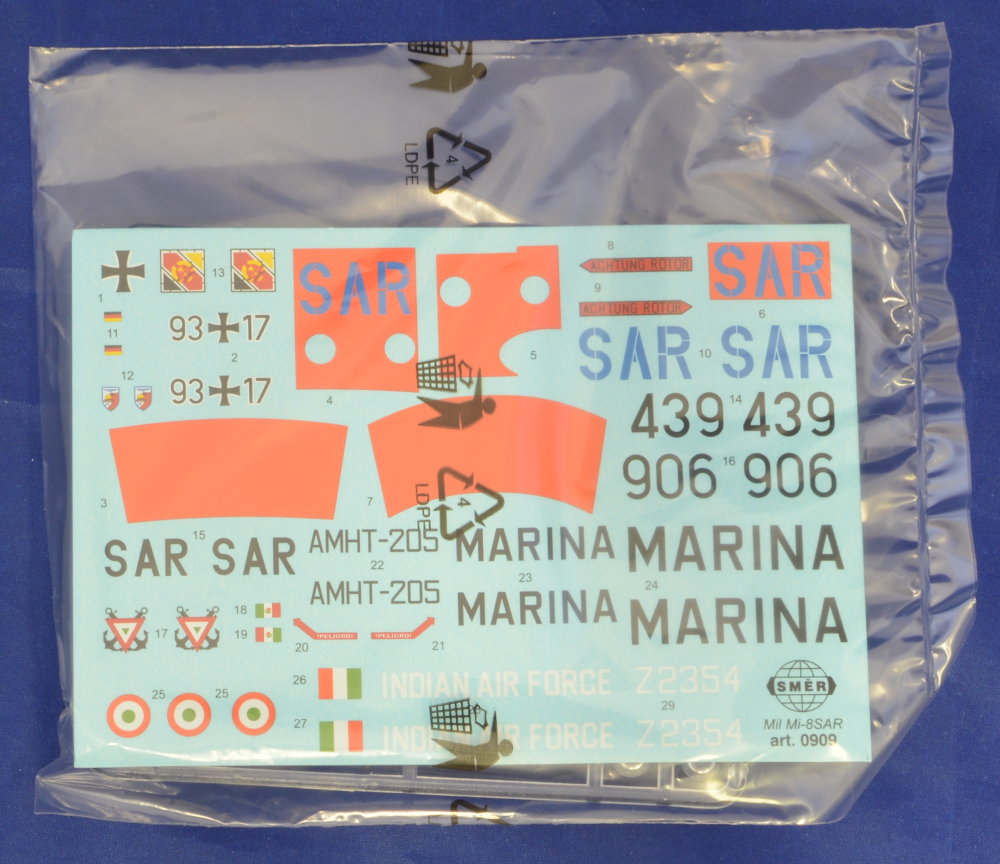 LDPE
4
1
13
SAR
8
ACHTUNG ROTOR
SAR
11
93 17
2
9
ACHTUNG ROTOR
6
5
SAR 10 SAR
12
93 17
4
439 14 439
906 16 906
3
7
LDPE
4
SAR 15 SAR
AMHT-205
22
MARINA
MARINA
AMHT-205
23
24
MARINA
MARINA
17
18
19
!PELIGRO!
!PELIGRO!
20
21
25
25
26
INDIAN AIR FORCE Z2354
29
27
INDIAN AIR FORCE Z2354
SMĚR
Mil Mi-8SAR
art. 0909